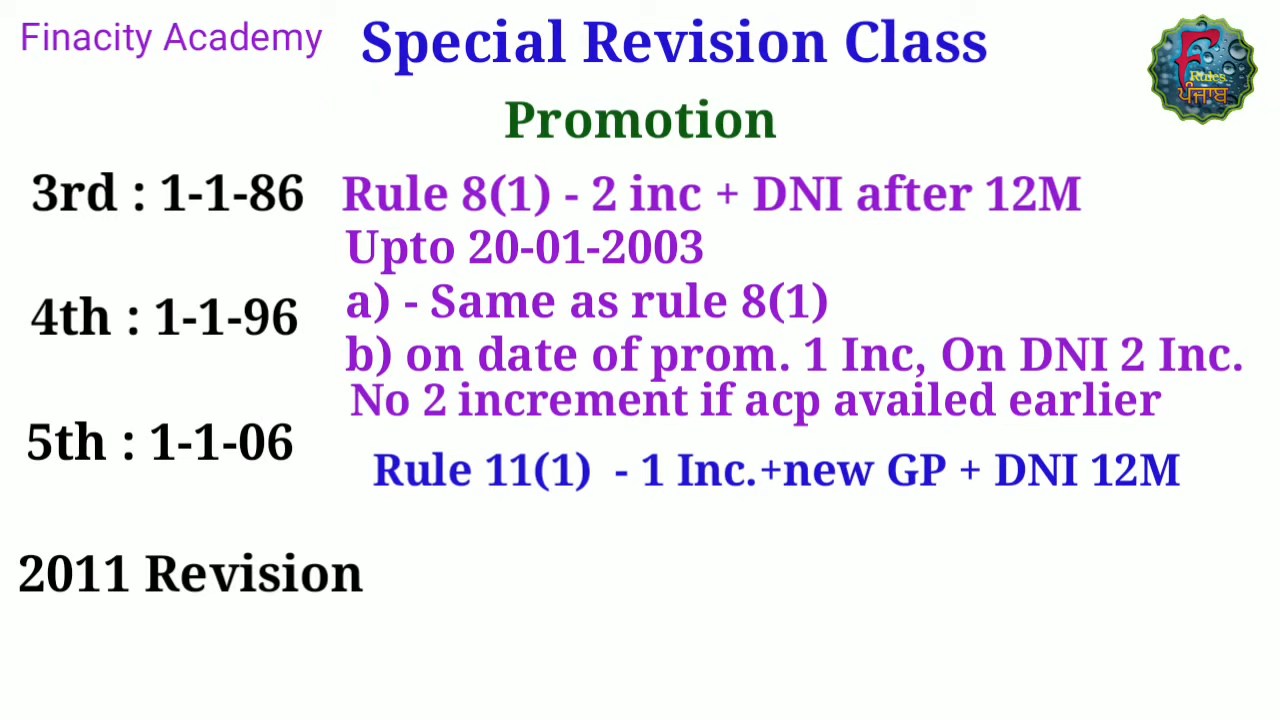 Finacity Academy
Special Revision Class
F
Rules
ਪੰਜਾਬ
Promotion
3rd : 1-1-86
Rule 8(1) - 2 inc + DNI after 12M
Upto 20-01-2003
4th : 1-1-96
a) - Same as rule 8(1)
b) on date of prom. 1 Inc, On DNI 2 Inc.
No 2 increment if acp availed earlier
5th : 1-1-06
Rule 11(1) - 1 Inc.+new GP + DNI 12M
2011 Revision